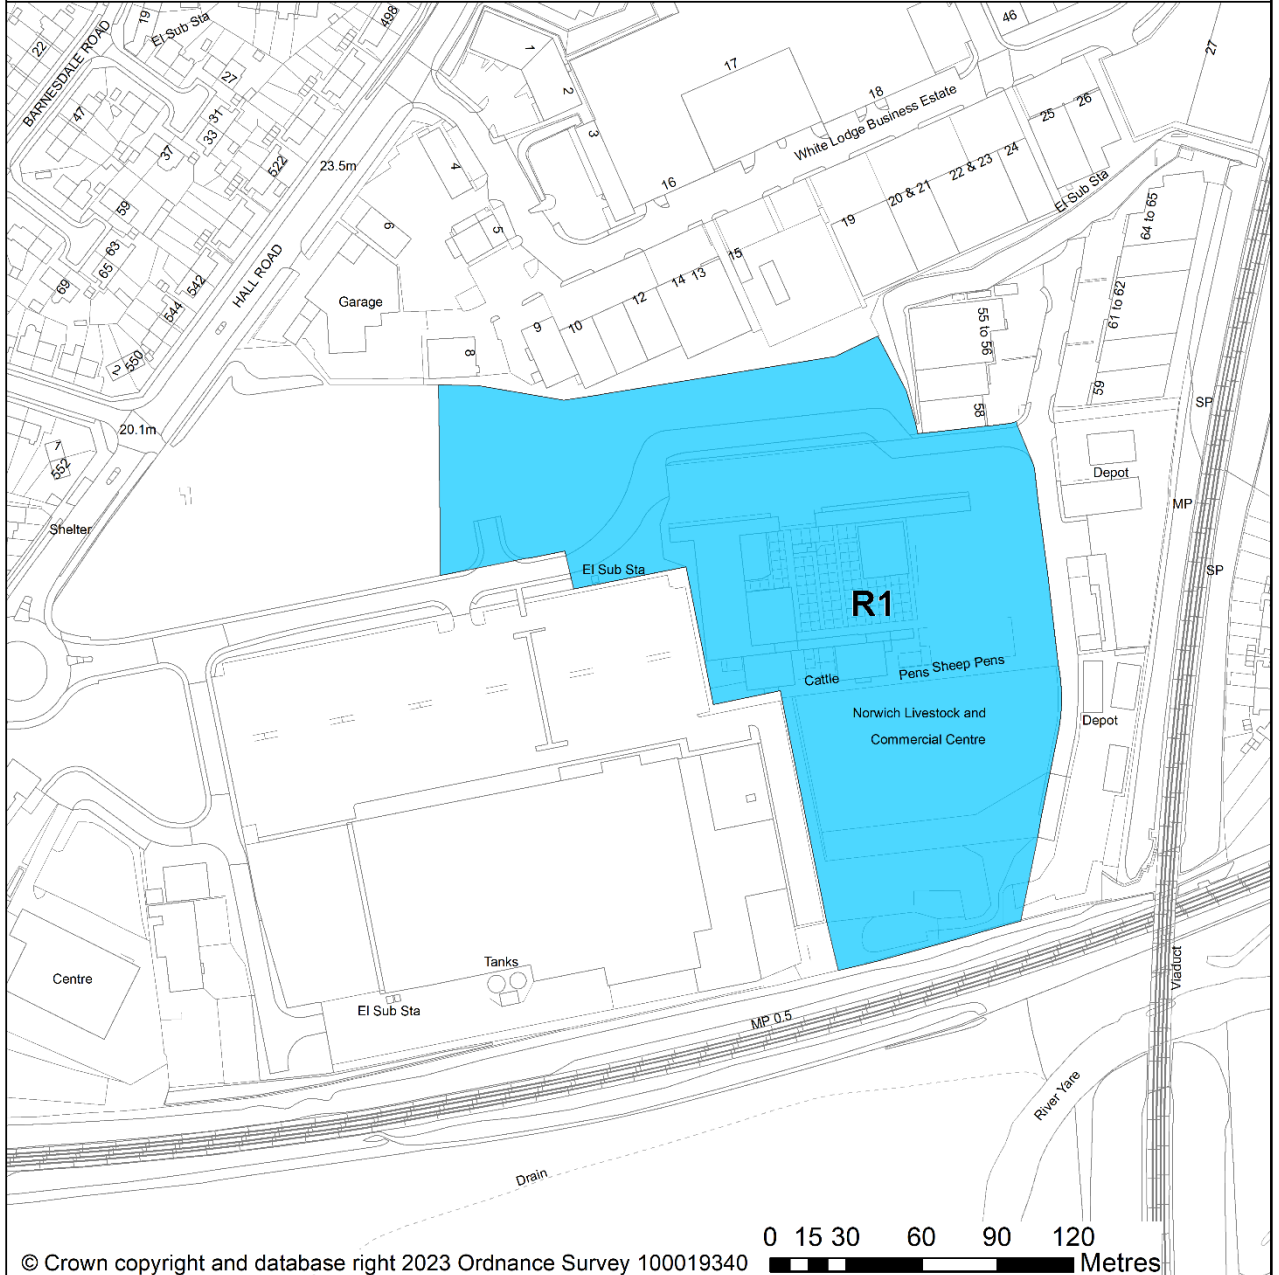 19
El Sub Sta
498
46
22
BARNESDALE ROAD
27
1
17
27
2
18
47
31
33
3
White Lodge Business Estate
25
26
37
522
23.5m
4
16
22 & 23
24
20 & 21
El Sub Sta
59
6
5
19
64 to 65
63
65
15
69
542
HALL ROAD
14
13
544
Garage
12
61 to 62
55 to 56
9
10
2
550
8
59
58
SP
20.1m
1
552
Depot
MP
Shelter
El Sub Sta
SP
R1
Cattle
Pens
Sheep Pens
Norwich Livestock and
Commercial Centre
Depot
Tanks
Centre
El Sub Sta
Viaduct
MP 0.5
River Yare
Drain
0 15 30 60 90 120
Metres
© Crown copyright and database right 2023 Ordnance Survey 100019340